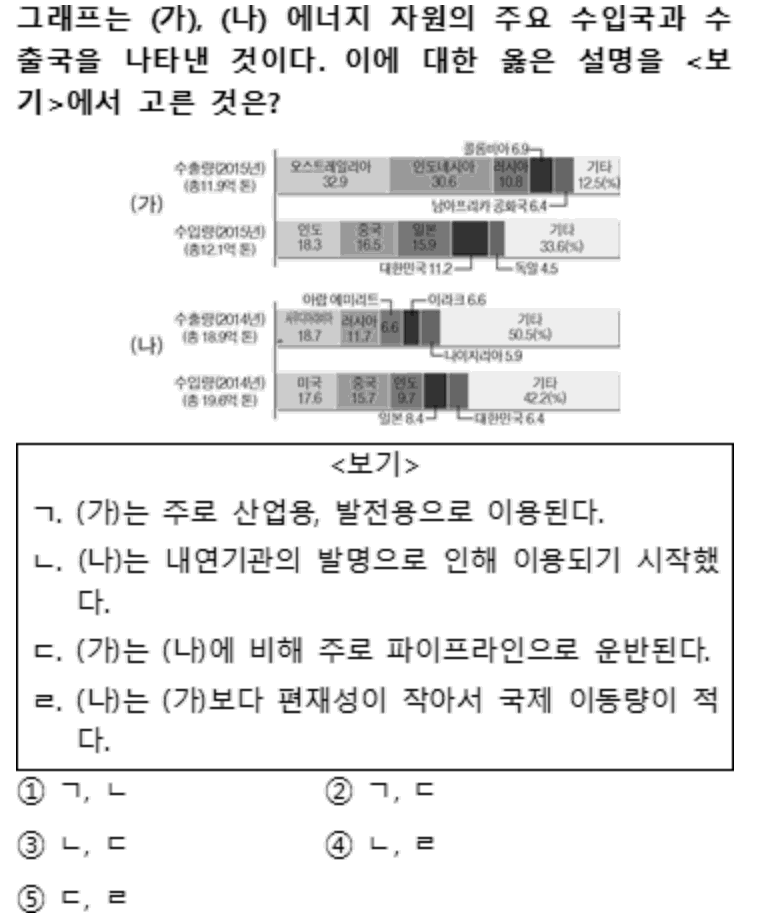 그래프는 (가), (나) 에너지 자원의 주요 수입국과 수
출국을 나타낸 것이다. 이에 대한 옳은 설명을 <보
기>에서 고른 것은?
콜롬비아 6.9
수출량(2015년)
(총11.9억 톤)
오스트레일리아
32.9
인도네시아
30.6
러시아
10.8
기타
12.5(%)
남아프리카 공화국 6.4
(가)
수입량(2015년)
(총12.1억 톤)
인도
18.3
중국
16.5
일본
15.9
기타
33.6(%)
대한민국 11.2
독일 4.5
아랍 에미리트
이라크 6.6
수출량(2014년)
(총 18.9억 톤)
사우디아라비아
18.7
러시아
11.7
6.6
기타
50.5(%)
나이지리아 5.9
(나)
수입량(2014년)
(총 19.6억 톤)
미국
17.6
중국
15.7
인도
9.7
기타
42.2(%)
일본 8.4
대한민국 6.4
<보기>
ㄱ. (가)는 주로 산업용, 발전용으로 이용된다.
ㄴ. (나)는 내연기관의 발명으로 인해 이용되기 시작했
다.
ㄷ. (가)는 (나)에 비해 주로 파이프라인으로 운반된다.
ㄹ. (나)는 (가)보다 편재성이 작아서 국제 이동량이 적
다.
① ㄱ, ㄴ ② ㄱ, ㄷ
③ ㄴ, ㄷ ④ ㄴ, ㄹ
⑤ ㄷ, ㄹ